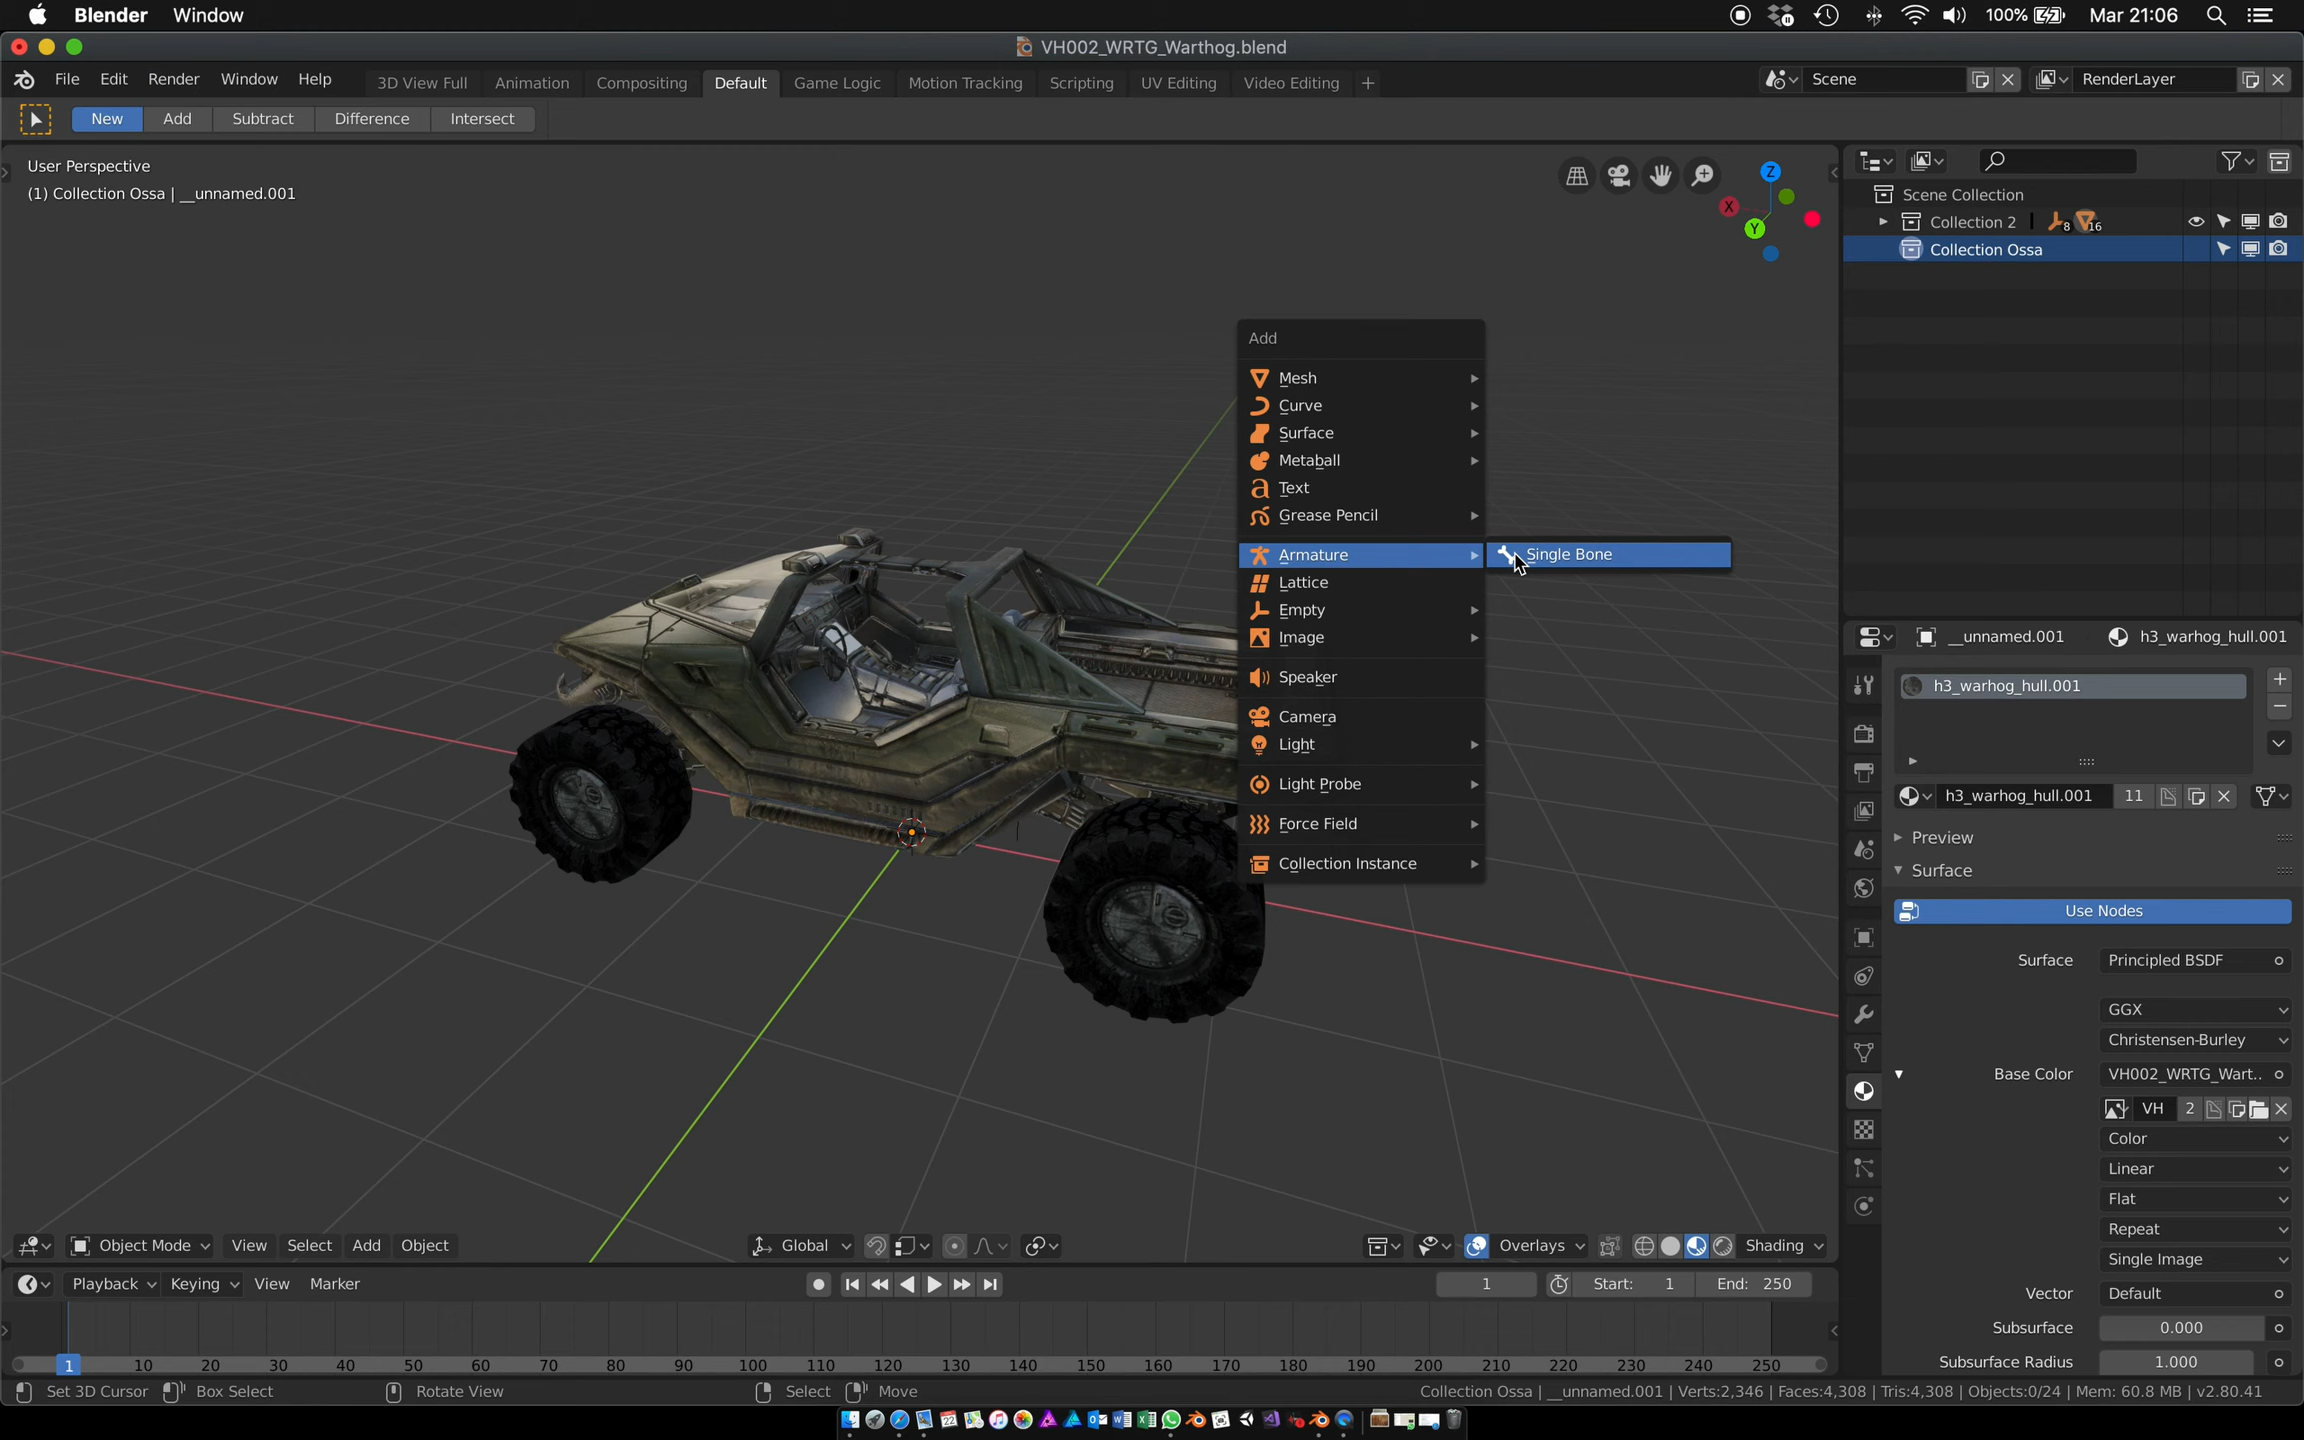 Blender Window 100% Mar 21:06
VH002_WRTG_Warthog.blend
File Edit Render Window Help 3D View Full Animation Compositing Default Game Logic Motion Tracking Scripting UV Editing Video Editing + Scene RenderLayer
New Add Subtract Difference Intersect
User Perspective
(1) Collection Ossa | __unnamed.001
Z
X
Y
Scene Collection
Collection 2 8 16
Collection Ossa
Add
Mesh
Curve
Surface
Metaball
Text
Grease Pencil
Armature Single Bone
Lattice
Empty
Image
Speaker
Camera
Light
Light Probe
Force Field
Collection Instance
__unnamed.001 h3_warhog_hull.001
h3_warhog_hull.001
h3_warhog_hull.001 11
Preview
Surface
Use Nodes
Surface Principled BSDF
GGX
Christensen-Burley
Base Color VH002_WRTG_Wart..
VH 2
Color
Linear
Flat
Repeat
Single Image
Vector Default
Subsurface 0.000
Subsurface Radius 1.000
Object Mode View Select Add Object Global Overlays Shading
Playback Keying View Marker 1 Start: 1 End: 250
1 10 20 30 40 50 60 70 80 90 100 110 120 130 140 150 160 170 180 190 200 210 220 230 240 250
Set 3D Cursor Box Select Rotate View Select Move Collection Ossa | __unnamed.001 | Verts:2,346 | Faces:4,308 | Tris:4,308 | Objects:0/24 | Mem: 60.8 MB | v2.80.41